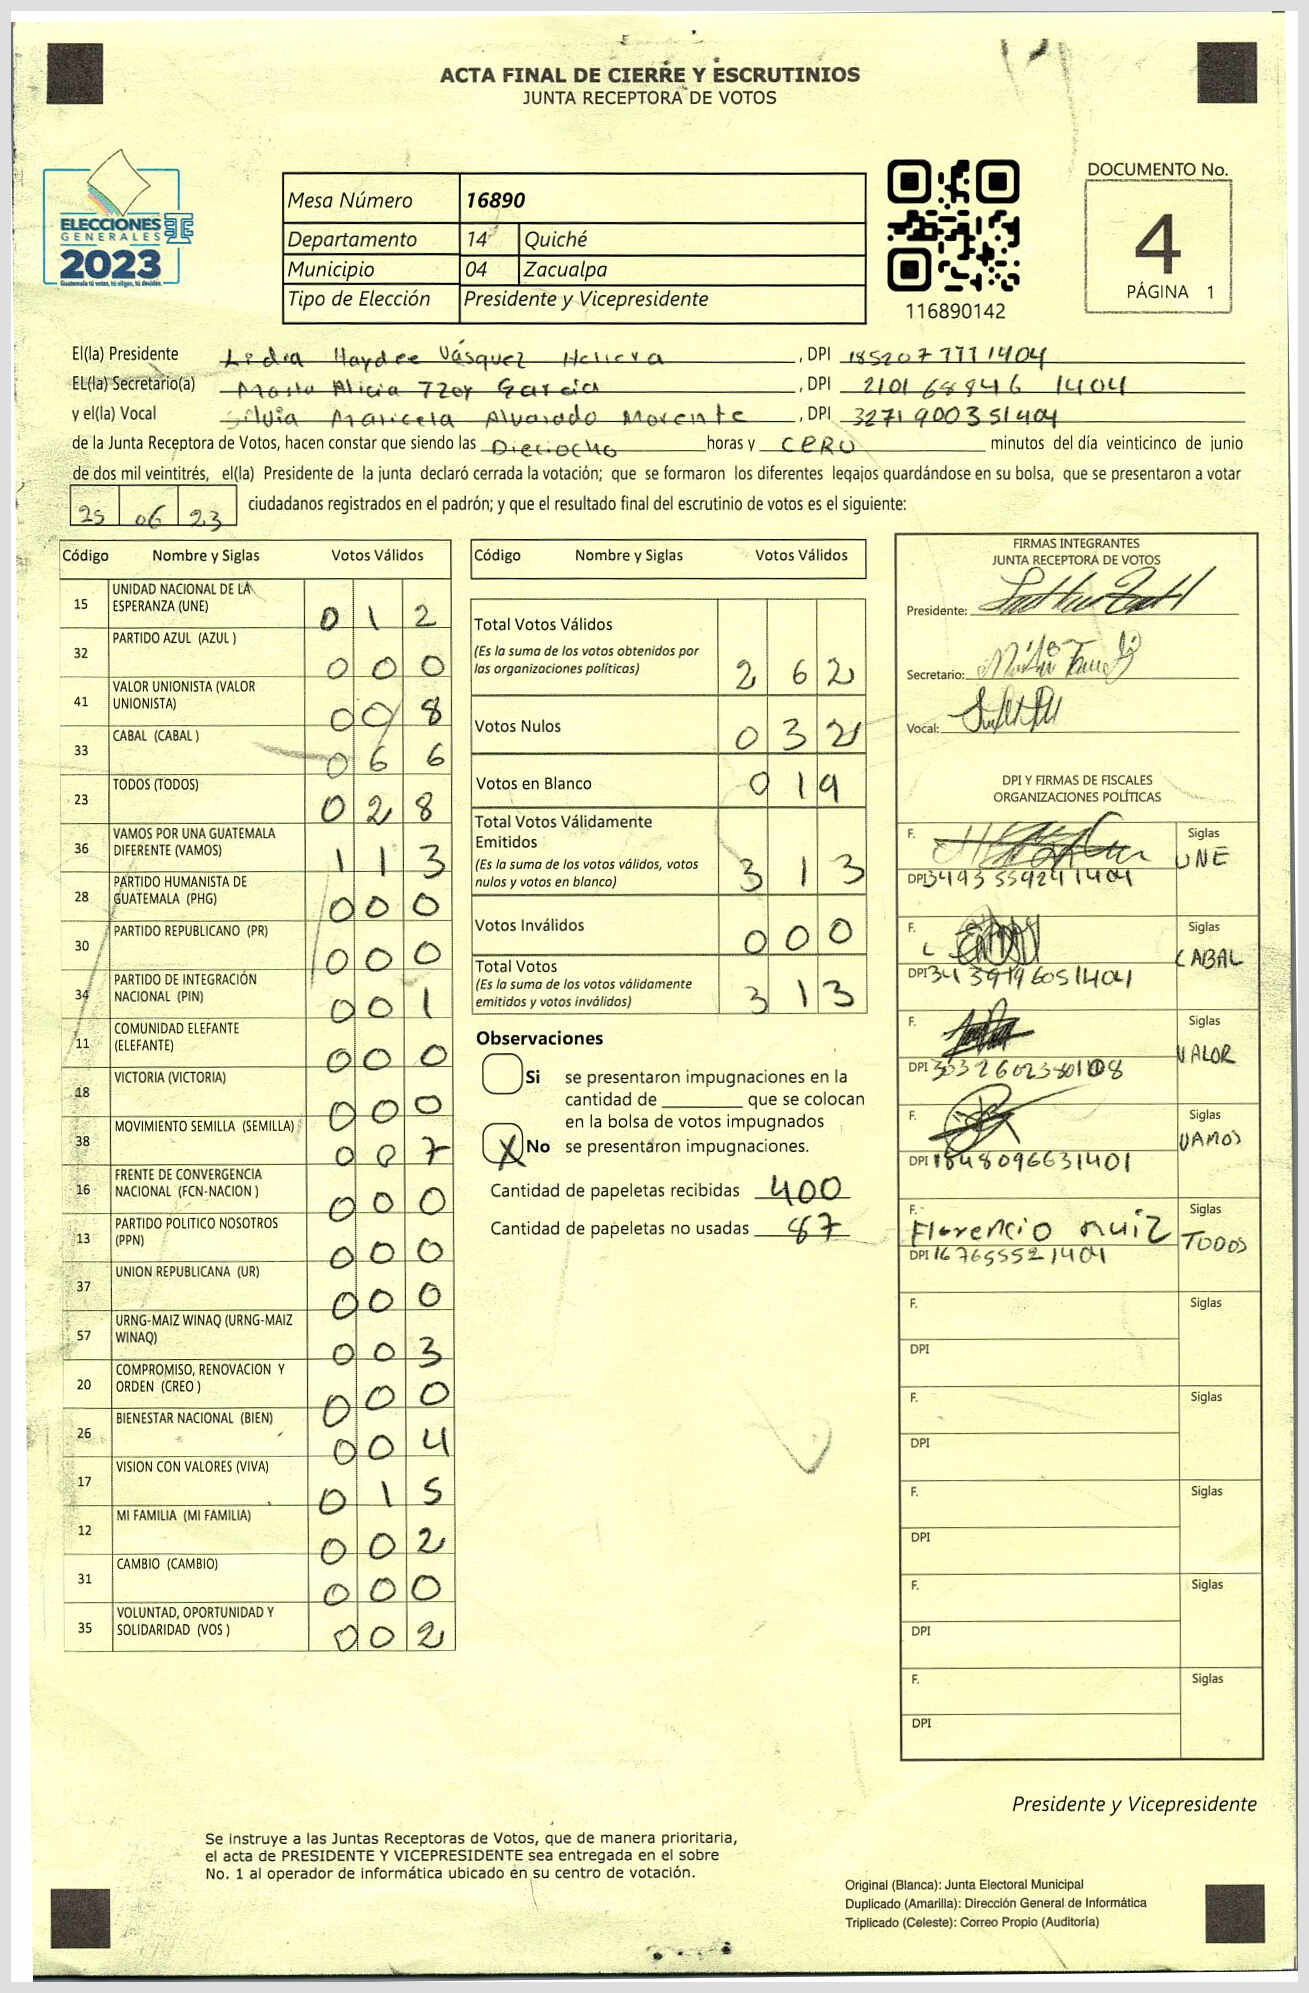 ACTA FINAL DE CIERRE Y ESCRUTINIOS
JUNTA RECEPTORA DE VOTOS
ELECCIONES
GENERALES
2023
Guatemala tú votas, tú eliges, tú decides
Mesa Número 16890
Departamento 14 Quiché
Municipio 04 Zacualpa
Tipo de Elección Presidente y Vicepresidente
116890142
DOCUMENTO No.
4
PÁGINA 1
El(la) Presidente Haydee Vásquez , DPI
EL(la) Secretario(a) Alicia Garcia , DPI 2101 68846 1404
y el(la) Vocal Silvia Maricela Alvarado Morente , DPI 3271900351404
de la Junta Receptora de Votos, hacen constar que siendo las Dieciocho horas y CERO minutos del día veinticinco de junio
de dos mil veintitrés, el(la) Presidente de la junta declaró cerrada la votación; que se formaron los diferentes legajos guardándose en su bolsa, que se presentaron a votar
25 06 23 ciudadanos registrados en el padrón; y que el resultado final del escrutinio de votos es el siguiente:
Código Nombre y Siglas Votos Válidos
15 UNIDAD NACIONAL DE LA ESPERANZA (UNE) 0 1 2
32 PARTIDO AZUL (AZUL ) 0 0 0
41 VALOR UNIONISTA (VALOR UNIONISTA) 0 0 8
33 CABAL (CABAL ) 0 6 6
23 TODOS (TODOS) 0 2 8
36 VAMOS POR UNA GUATEMALA DIFERENTE (VAMOS) 1 1 3
28 PARTIDO HUMANISTA DE GUATEMALA (PHG) 0 0 0
30 PARTIDO REPUBLICANO (PR) 0 0 0
34 PARTIDO DE INTEGRACIÓN NACIONAL (PIN) 0 0 1
11 COMUNIDAD ELEFANTE (ELEFANTE) 0 0 0
18 VICTORIA (VICTORIA) 0 0 0
38 MOVIMIENTO SEMILLA (SEMILLA) 0 0 7
16 FRENTE DE CONVERGENCIA NACIONAL (FCN-NACION ) 0 0 0
13 PARTIDO POLITICO NOSOTROS (PPN) 0 0 0
37 UNION REPUBLICANA (UR) 0 0 0
57 URNG-MAIZ WINAQ (URNG-MAIZ WINAQ) 0 0 3
20 COMPROMISO, RENOVACION Y ORDEN (CREO ) 0 0 0
26 BIENESTAR NACIONAL (BIEN) 0 0 4
17 VISION CON VALORES (VIVA) 0 1 5
12 MI FAMILIA (MI FAMILIA) 0 0 2
31 CAMBIO (CAMBIO) 0 0 0
35 VOLUNTAD, OPORTUNIDAD Y SOLIDARIDAD (VOS ) 0 0 2
Código Nombre y Siglas Votos Válidos
Total Votos Válidos 2 6 2
(Es la suma de los votos obtenidos por
las organizaciones políticas)
Votos Nulos 0 3 2
Votos en Blanco 0 1 9
Total Votos Válidamente
Emitidos 3 1 3
(Es la suma de los votos válidos, votos
nulos y votos en blanco)
Votos Inválidos 0 0 0
Total Votos 3 1 3
(Es la suma de los votos válidamente
emitidos y votos inválidos)
Observaciones
Si se presentaron impugnaciones en la
cantidad de ________ que se colocan
en la bolsa de votos impugnados
X No se presentaron impugnaciones.
Cantidad de papeletas recibidas 400
Cantidad de papeletas no usadas 87
FIRMAS INTEGRANTES
JUNTA RECEPTORA DE VOTOS
Presidente:
Secretario:
Vocal:
DPI Y FIRMAS DE FISCALES
ORGANIZACIONES POLÍTICAS
F. Siglas UNE
DPI 3493 559241404
F. Siglas CABAL
DPI
F. Siglas VALOR
DPI
F. Siglas VAMOS
DPI 1848096631401
F. Florencio Ruiz Siglas TODOS
DPI 167655521404
F. Siglas
DPI
F. Siglas
DPI
F. Siglas
DPI
F. Siglas
DPI
F. Siglas
DPI
Presidente y Vicepresidente
Se instruye a las Juntas Receptoras de Votos, que de manera prioritaria,
el acta de PRESIDENTE Y VICEPRESIDENTE sea entregada en el sobre
No. 1 al operador de informática ubicado en su centro de votación.
Original (Blanca): Junta Electoral Municipal
Duplicado (Amarilla): Dirección General de Informática
Triplicado (Celeste): Correo Propio (Auditoría)